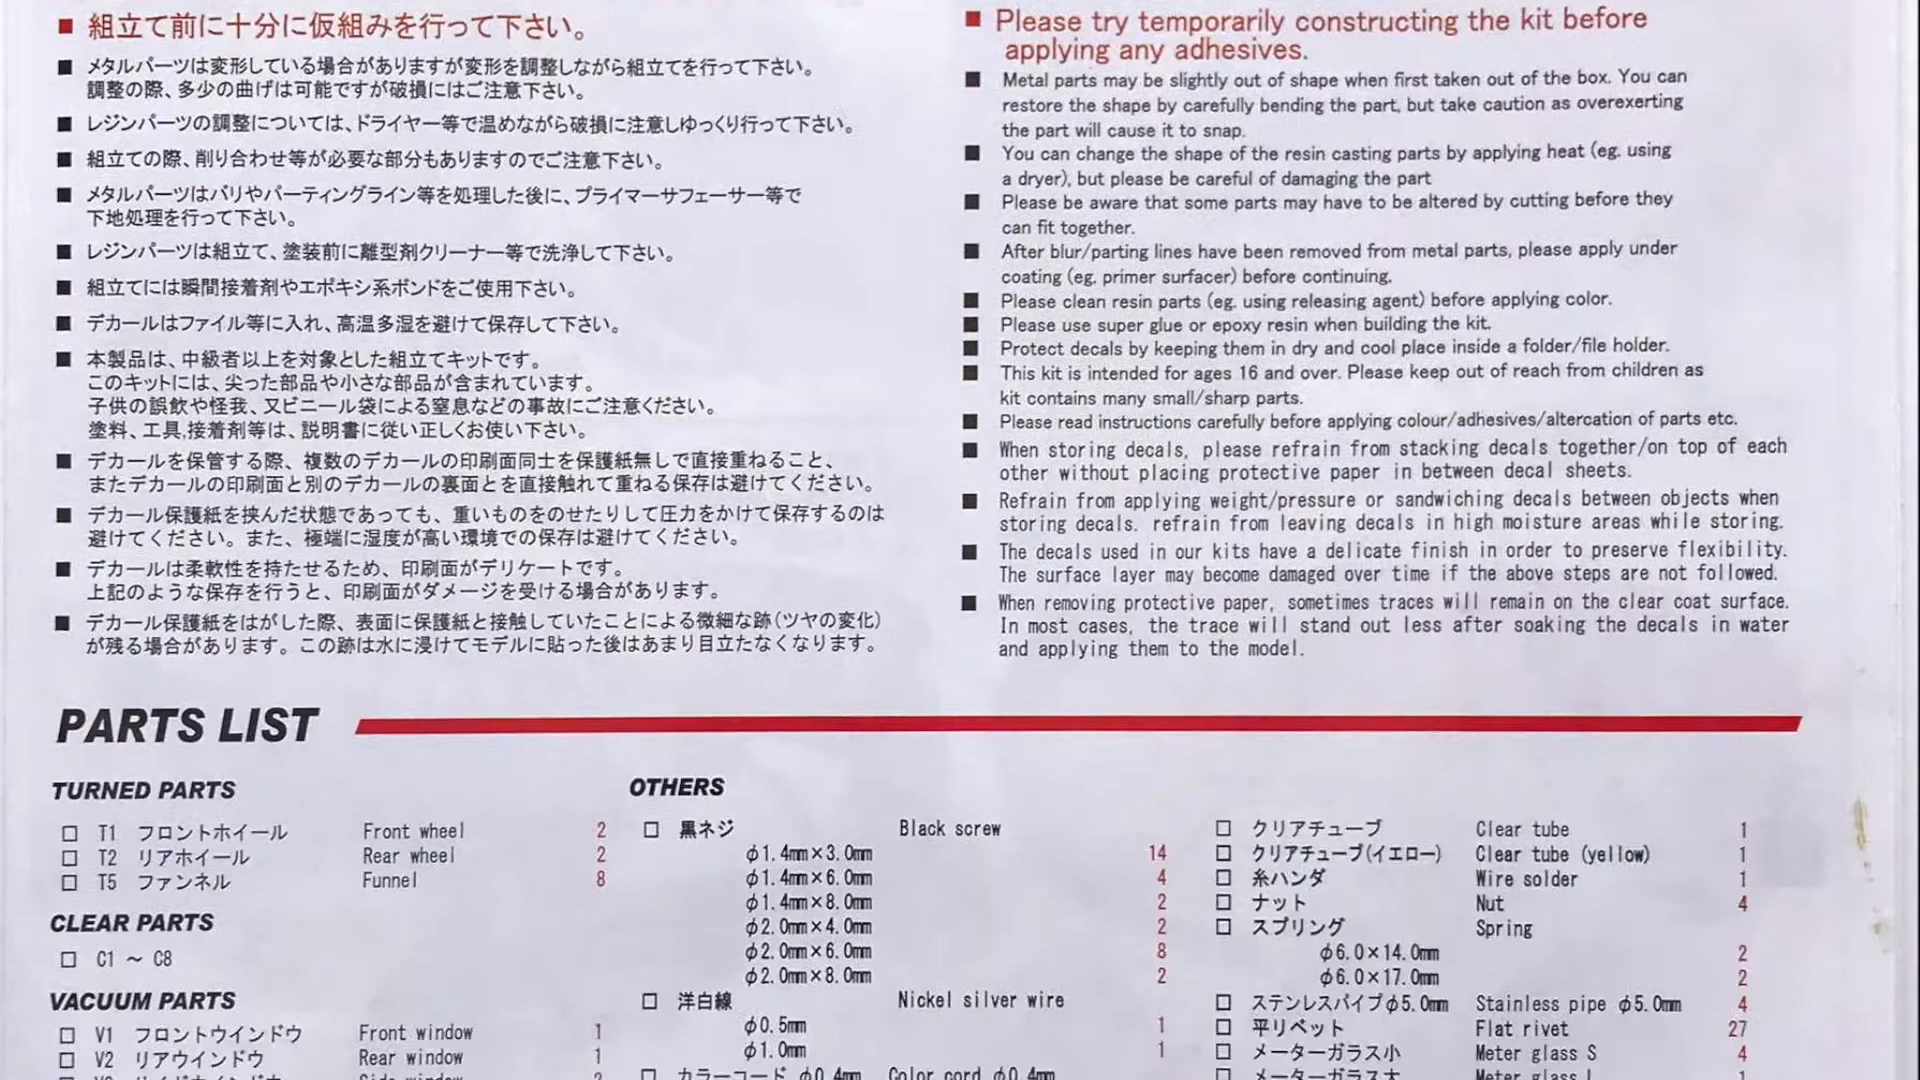 ■ 組立て前に十分に仮組みを行って下さい。
■ メタルパーツは変形している場合がありますが変形を調整しながら組立てを行って下さい。
調整の際、多少の曲げは可能ですが破損にはご注意下さい。
■ レジンパーツの調整については、ドライヤー等で温めながら破損に注意しゆっくり行って下さい。
■ 組立ての際、削り合わせ等が必要な部分もありますのでご注意下さい。
■ メタルパーツはバリやパーティングライン等を処理した後に、プライマーサフェーサー等で
下地処理を行って下さい。
■ レジンパーツは組立て、塗装前に離型剤クリーナー等で洗浄して下さい。
■ 組立てには瞬間接着剤やエポキシ系ボンドをご使用下さい。
■ デカールはファイル等に入れ、高温多湿を避けて保存して下さい。
■ 本製品は、中級者以上を対象とした組立てキットです。
このキットには、尖った部品や小さな部品が含まれています。
子供の誤飲や怪我、又ビニール袋による窒息などの事故にご注意ください。
塗料、工具,接着剤等は、説明書に従い正しくお使い下さい。
■ デカールを保管する際、複数のデカールの印刷面同士を保護紙無しで直接重ねること、
またデカールの印刷面と別のデカールの裏面とを直接触れて重ねる保存は避けてください。
■ デカール保護紙を挟んだ状態であっても、重いものをのせたりして圧力をかけて保存するのは
避けてください。また、極端に湿度が高い環境での保存は避けてください。
■ デカールは柔軟性を持たせるため、印刷面がデリケートです。
上記のような保存を行うと、印刷面がダメージを受ける場合があります。
■ デカール保護紙をはがした際、表面に保護紙と接触していたことによる微細な跡(ツヤの変化)
が残る場合があります。この跡は水に浸けてモデルに貼った後はあまり目立たなくなります。
■ Please try temporarily constructing the kit before
applying any adhesives.
■ Metal parts may be slightly out of shape when first taken out of the box. You can
restore the shape by carefully bending the part, but take caution as overexerting
the part will cause it to snap.
■ You can change the shape of the resin casting parts by applying heat (eg. using
a dryer), but please be careful of damaging the part
■ Please be aware that some parts may have to be altered by cutting before they
can fit together.
■ After blur/parting lines have been removed from metal parts, please apply under
coating (eg. primer surfacer) before continuing.
■ Please clean resin parts (eg. using releasing agent) before applying color.
■ Please use super glue or epoxy resin when building the kit.
■ Protect decals by keeping them in dry and cool place inside a folder/file holder.
■ This kit is intended for ages 16 and over. Please keep out of reach from children as
kit contains many small/sharp parts.
■ Please read instructions carefully before applying colour/adhesives/altercation of parts etc.
■ When storing decals, please refrain from stacking decals together/on top of each
other without placing protective paper in between decal sheets.
■ Refrain from applying weight/pressure or sandwiching decals between objects when
storing decals. refrain from leaving decals in high moisture areas while storing.
■ The decals used in our kits have a delicate finish in order to preserve flexibility.
The surface layer may become damaged over time if the above steps are not followed.
■ When removing protective paper, sometimes traces will remain on the clear coat surface.
In most cases, the trace will stand out less after soaking the decals in water
and applying them to the model.
PARTS LIST
TURNED PARTS
□ T1 フロントホイール Front wheel 2
□ T2 リアホイール Rear wheel 2
□ T5 ファンネル Funnel 8
CLEAR PARTS
□ C1 ～ C8
VACUUM PARTS
□ V1 フロントウインドウ Front window 1
□ V2 リアウインドウ Rear window 1
OTHERS
□ 黒ネジ Black screw
φ1.4mm×3.0mm 14
φ1.4mm×6.0mm 4
φ1.4mm×8.0mm 2
φ2.0mm×4.0mm 2
φ2.0mm×6.0mm 8
φ2.0mm×8.0mm 2
□ 洋白線 Nickel silver wire
φ0.5mm 1
φ1.0mm 1
□ カラーコード φ0.4mm Color cord φ0.4mm
□ クリアチューブ Clear tube 1
□ クリアチューブ(イエロー) Clear tube (yellow) 1
□ 糸ハンダ Wire solder 1
□ ナット Nut 4
□ スプリング Spring
φ6.0×14.0mm 2
φ6.0×17.0mm 2
□ ステンレスパイプφ5.0mm Stainless pipe φ5.0mm 4
□ 平リベット Flat rivet 27
□ メーターガラス小 Meter glass S 4
□ メーターガラス大 Meter glass L 1